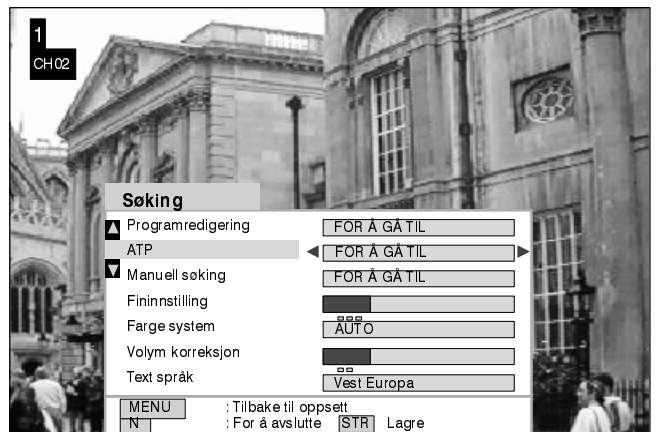 1
CH02
Søking
Programredigering FOR Å GÅ TIL
ATP FOR Å GÅ TIL
Manuell søking FOR Å GÅ TIL
Fininnstilling
Farge system AUTO
Volym korreksjon
Text språk Vest Europa
MENU : Tilbake til oppsett
N : For å avslutte STR Lagre